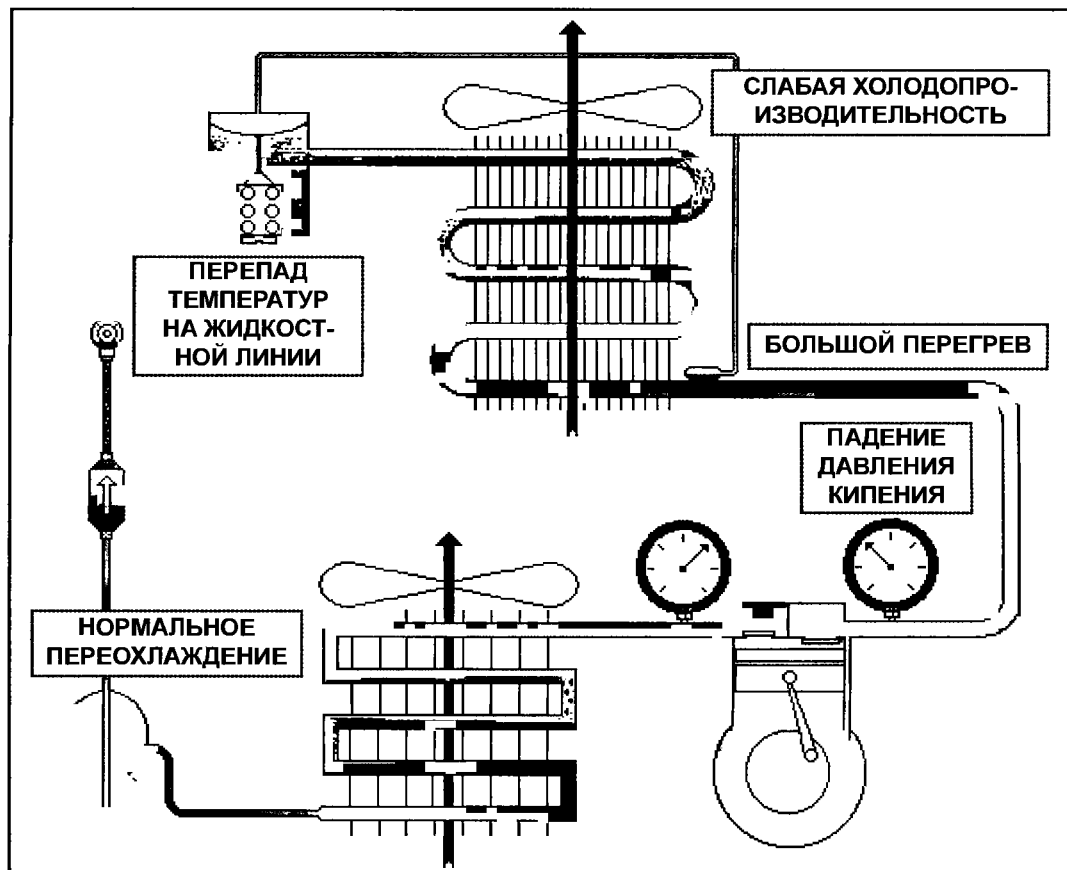 СЛАБАЯ ХОЛОДОПРО-
ИЗВОДИТЕЛЬНОСТЬ
ПЕРЕПАД
ТЕМПЕРАТУР
НА ЖИДКОСТ-
НОЙ ЛИНИИ
БОЛЬШОЙ ПЕРЕГРЕВ
ПАДЕНИЕ
ДАВЛЕНИЯ
КИПЕНИЯ
НОРМАЛЬНОЕ
ПЕРЕОХЛАЖДЕНИЕ